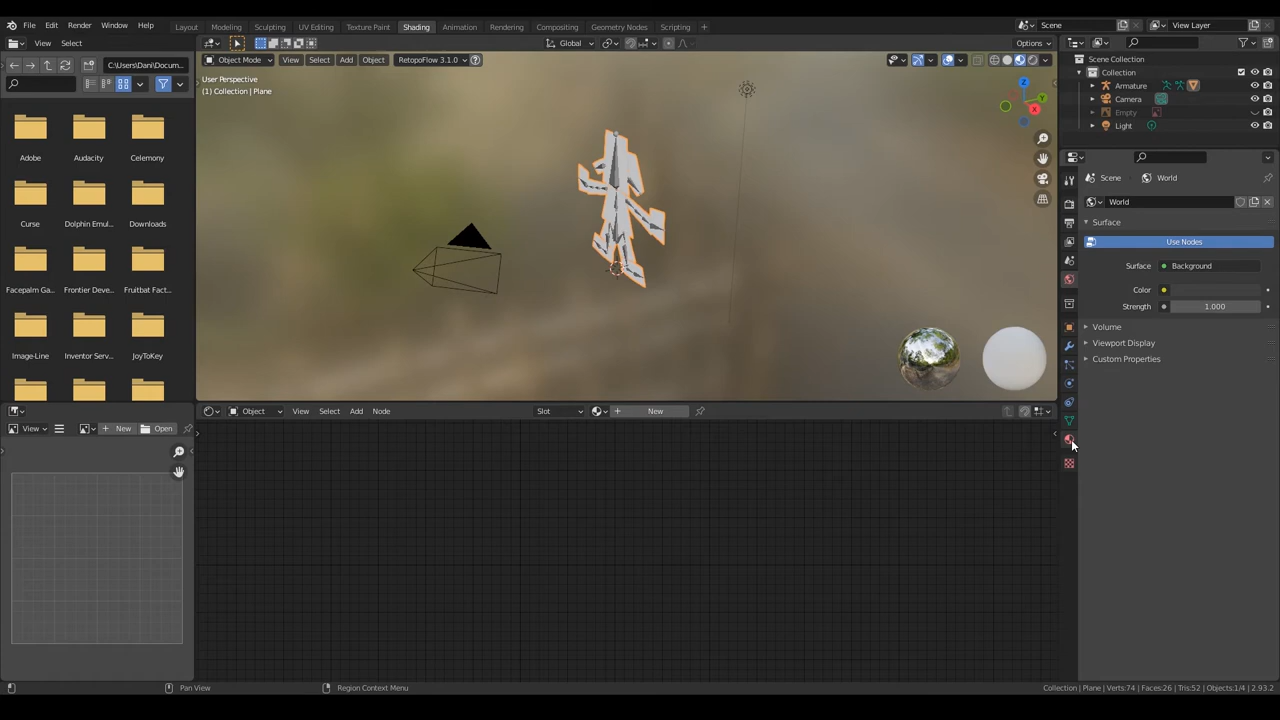 File Edit Render Window Help Layout Modeling Sculpting UV Editing Texture Paint Shading Animation Rendering Compositing Geometry Nodes Scripting Scene View Layer
View Select Global Options
C:\Users\Dani\Docum... Object Mode View Select Add Object RetopoFlow 3.1.0
User Perspective
(1) Collection | Plane
Adobe Audacity Celemony
Curse Dolphin Emul... Downloads
Facepalm Ga... Frontier Deve... Fruitbat Fact...
Image-Line Inventor Serv... JoyToKey
Z
Y
X
Scene Collection
Collection
Armature
Camera
Empty
Light
Scene World
World
Surface
Use Nodes
Surface Background
Color
Strength 1.000
Volume
Viewport Display
Custom Properties
Object View Select Add Node Slot New
View New Open
Pan View Region Context Menu Collection | Plane | Verts:74 | Faces:26 | Tris:52 | Objects:1/4 | 2.93.2